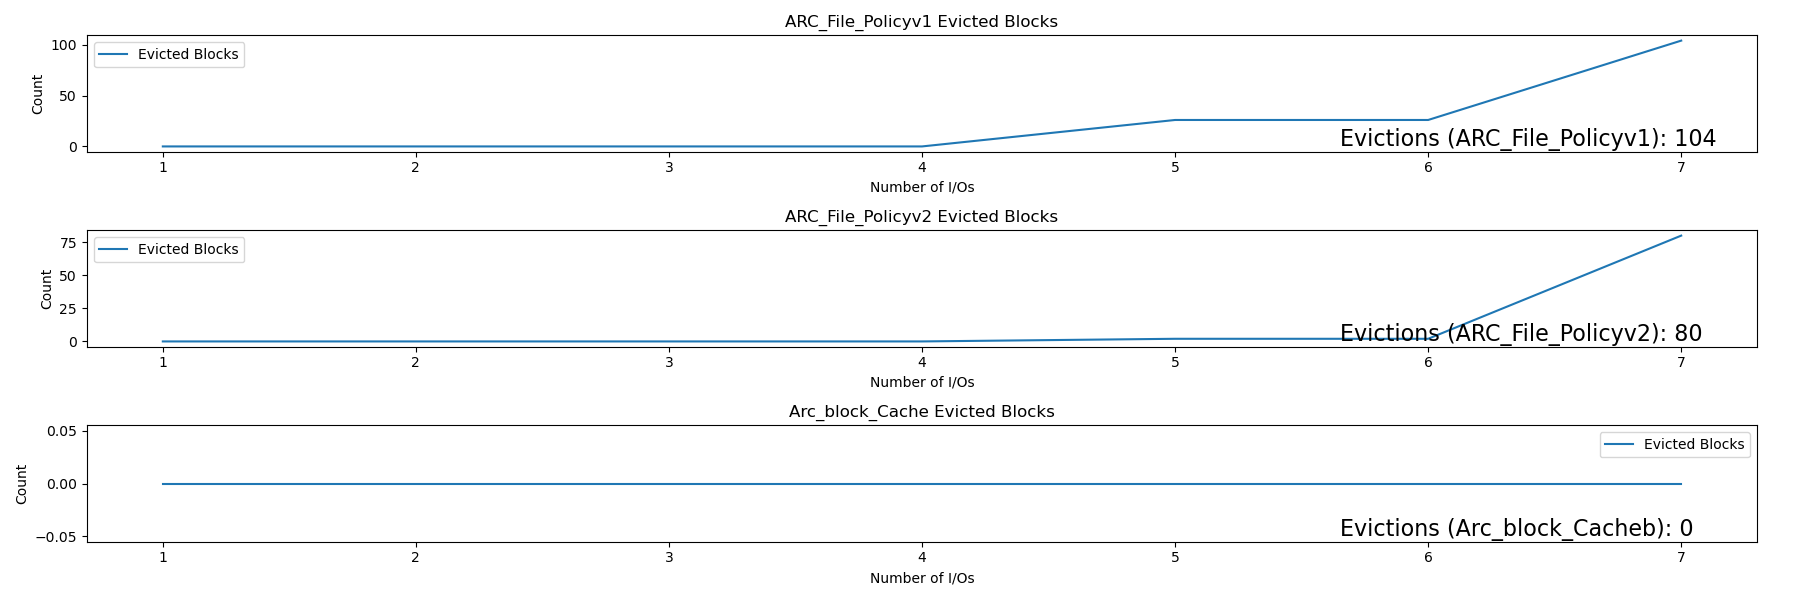 ARC_File_Policyv1 Evicted Blocks
100
50
0
Count
Evicted Blocks
Evictions (ARC_File_Policyv1): 104
1 2 3 4 5 6 7
Number of I/Os
ARC_File_Policyv2 Evicted Blocks
75
50
25
0
Count
Evicted Blocks
Evictions (ARC_File_Policyv2): 80
1 2 3 4 5 6 7
Number of I/Os
Arc_block_Cache Evicted Blocks
0.05
0.00
−0.05
Count
Evicted Blocks
Evictions (Arc_block_Cacheb): 0
1 2 3 4 5 6 7
Number of I/Os